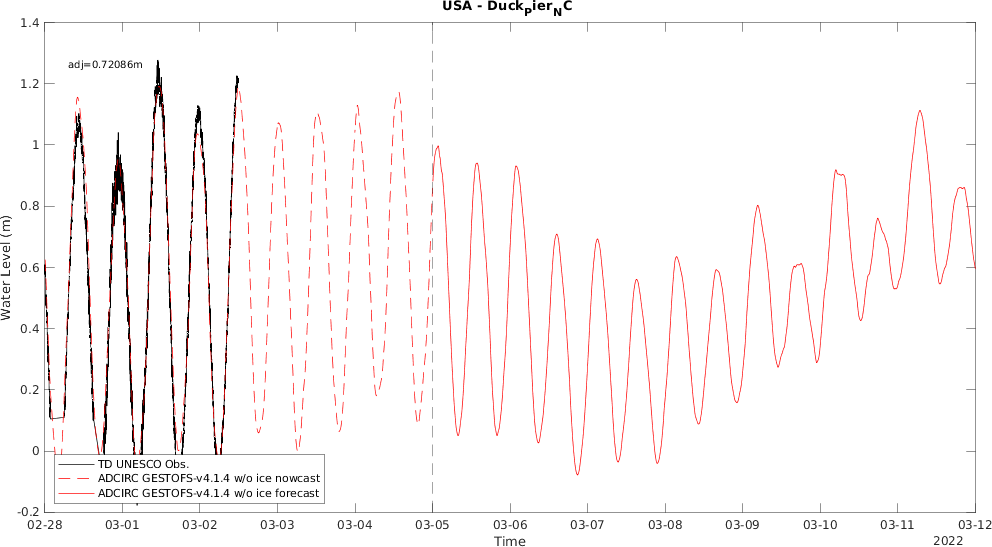 USA - Duck_Pier_NC
adj=0.72086m
1.4
1.2
1
0.8
0.6
0.4
0.2
0
-0.2
Water Level (m)
TD UNESCO Obs.
ADCIRC GESTOFS-v4.1.4 w/o ice nowcast
ADCIRC GESTOFS-v4.1.4 w/o ice forecast
02-28 03-01 03-02 03-03 03-04 03-05 03-06 03-07 03-08 03-09 03-10 03-11 03-12
Time
2022